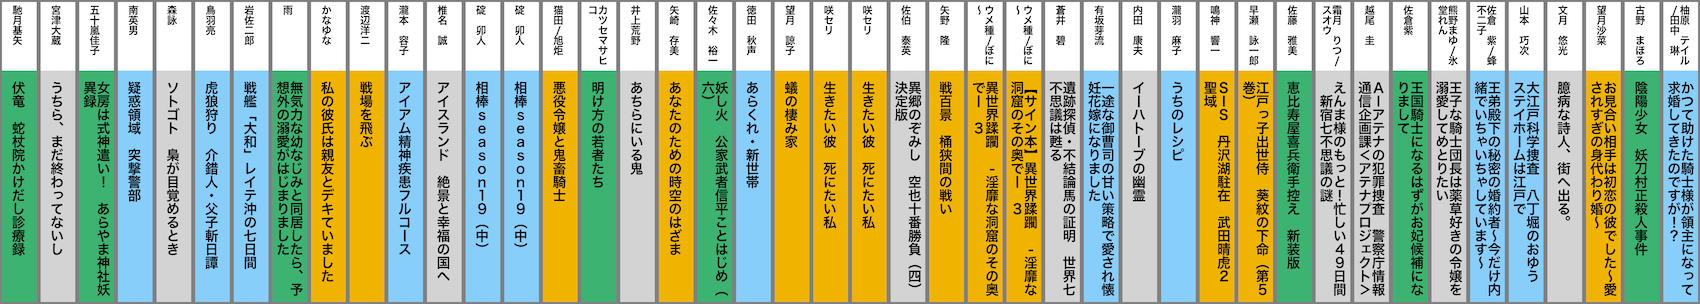 柚原 テイル
/田中 琳
かつて助けた騎士様が領主になって
求婚してきたのですが！？
古野 まほろ
陰陽少女 妖刀村正殺人事件
望月沙菜
お見合い相手は初恋の彼でした～愛
されすぎの身代わり婚～
文月 悠光
臆病な詩人、街へ出る。
山本 巧次
大江戸科学捜査 八丁堀のおゆう
ステイホームは江戸で
佐倉 紫/蜂
不二子
王弟殿下の秘密の婚約者～今だけ内
緒でいちゃいちゃしています～
熊野まゆ/氷
堂れん
王子な騎士団長は薬草好きの令嬢を
溺愛してめとりたい
佐倉紫
王国騎士になるはずがお妃候補にな
りまして
越尾 圭
AI－アテナの犯罪捜査 警察庁情報
通信企画課＜アテナプロジェクト＞
霜月 りつ/
スオウ
えんま様のもっと！忙しい49日間
 新宿七不思議の謎
佐藤 雅美
恵比寿屋喜兵衛手控え 新装版
早瀬 詠一郎
江戸っ子出世侍 葵紋の下命（第5
巻）
鳴神 響一
SIS 丹沢湖駐在 武田晴虎2
聖域
瀧羽 麻子
うちのレシピ
内田 康夫
イーハトーブの幽霊
有坂芽流
一途な御曹司の甘い策略で愛され懐
妊花嫁になりました
蒼井 碧
遺跡探偵・不結論馬の証明 世界七
不思議は甦る
ウメ種/ぼに
～
【サイン本】異世界蹂躙 -淫靡な
洞窟のその奥でー 3
ウメ種/ぼに
～
異世界蹂躙 -淫靡な洞窟のその奥
でー 3
矢野 隆
戦百景 桶狭間の戦い
佐伯 泰英
異郷のぞみし 空也十番勝負（四）
決定版
咲セリ
生きたい彼 死にたい私
咲セリ
生きたい彼 死にたい私
望月 諒子
蟻の棲み家
徳田 秋声
あらくれ・新世帯
佐々木 裕一
妖し火 公家武者信平ことはじめ（
六）
矢崎 存美
あなたのための時空のはざま
井上荒野
あちらにいる鬼
カツセマサヒ
コ
明け方の若者たち
猫田/旭炬
悪役令嬢と鬼畜騎士
碇 卯人
相棒season19（中）
碇 卯人
相棒season19（中）
椎名 誠
アイスランド 絶景と幸福の国へ
瀧本 容子
アイアム精神疾患フルコース
渡辺洋二
戦場を飛ぶ
かなゆな
私の彼氏は親友とデキていました
雨
無気力な幼なじみと同居したら、予
想外の溺愛がはじまりました
岩佐二郎
戦艦「大和」レイテ沖の七日間
鳥羽亮
虎狼狩り 介錯人・父子斬日譚
森詠
ソトゴト 梟が目覚めるとき
南英男
疑惑領域 突撃警部
五十嵐佳子
女房は式神遣い！ あらやま神社妖
異録
宮津大蔵
うちら、まだ終わってないし
馳月基矢
伏竜 蛇杖院かけだし診療録